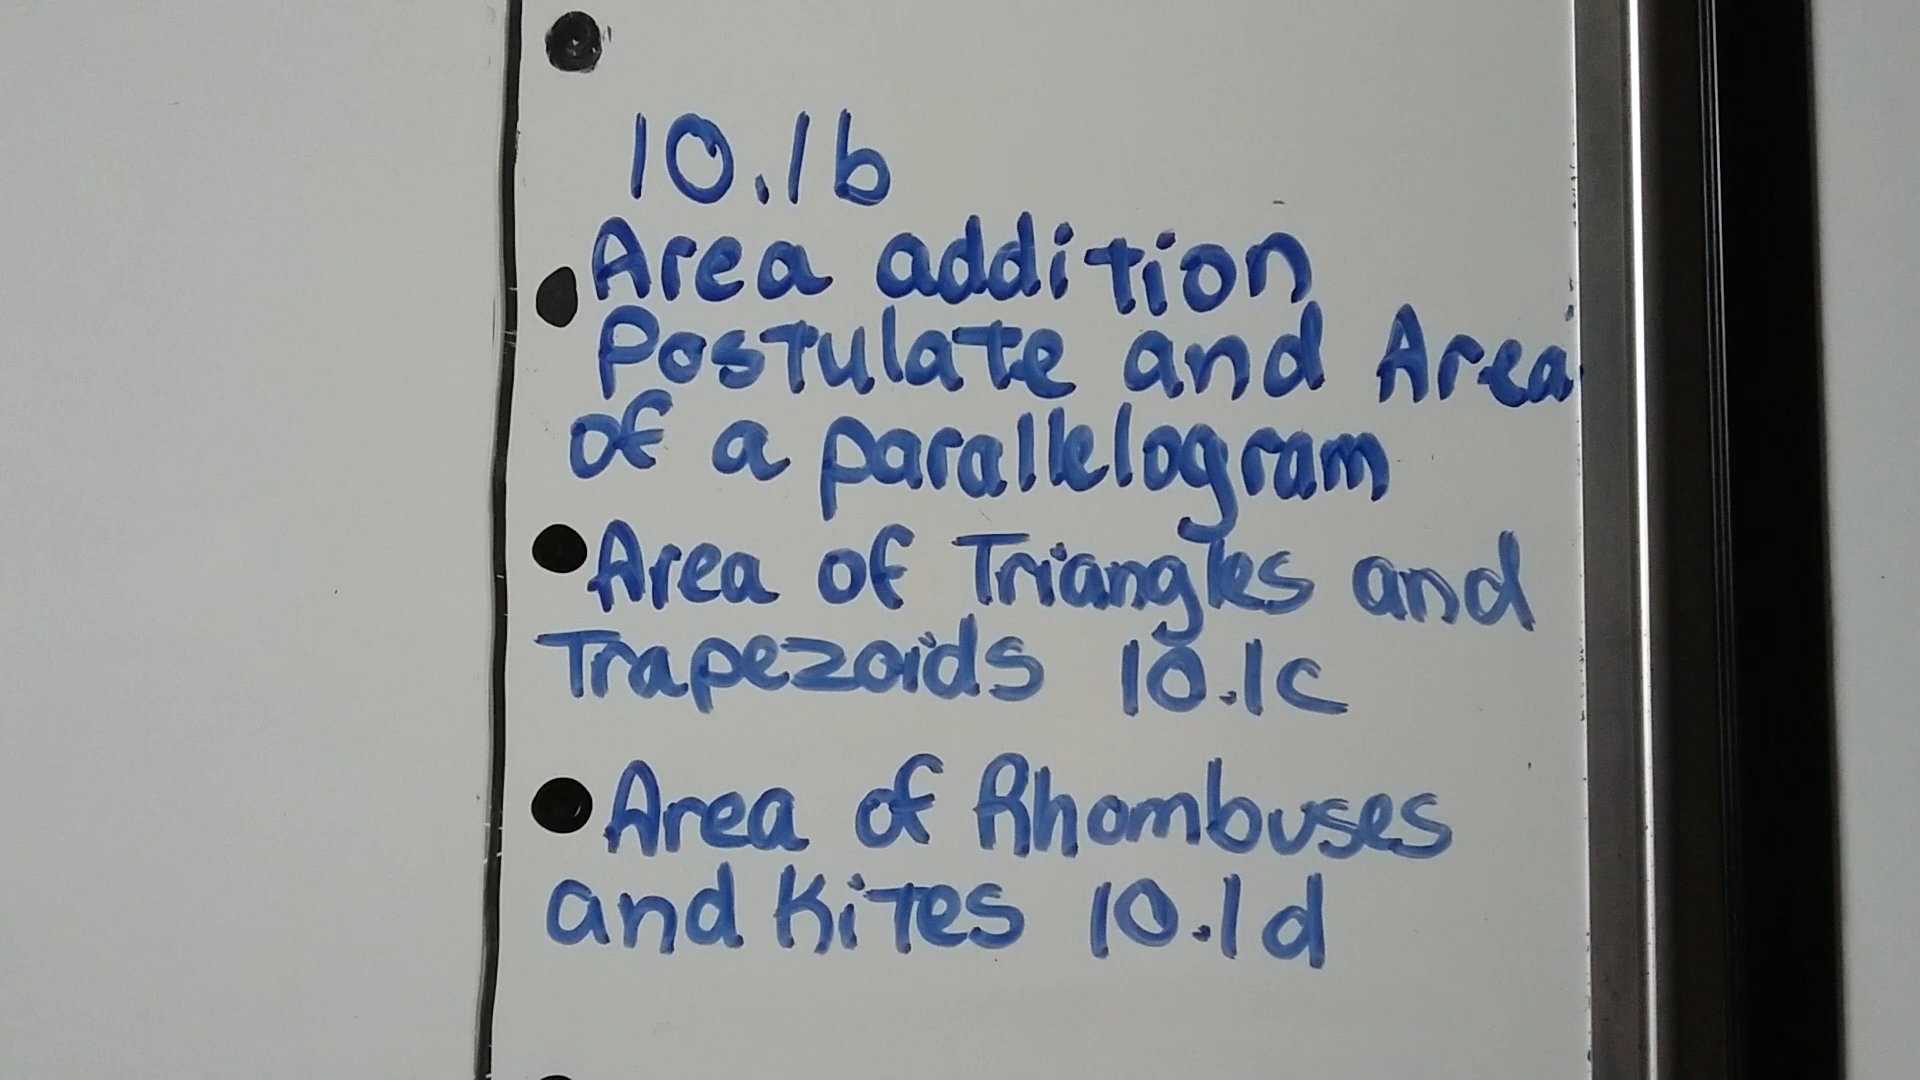 10.1b
Area addition
Postulate and Area
of a parallelogram
Area of Triangles and
Trapezoids 10.1c
Area of Rhombuses
and Kites 10.1d